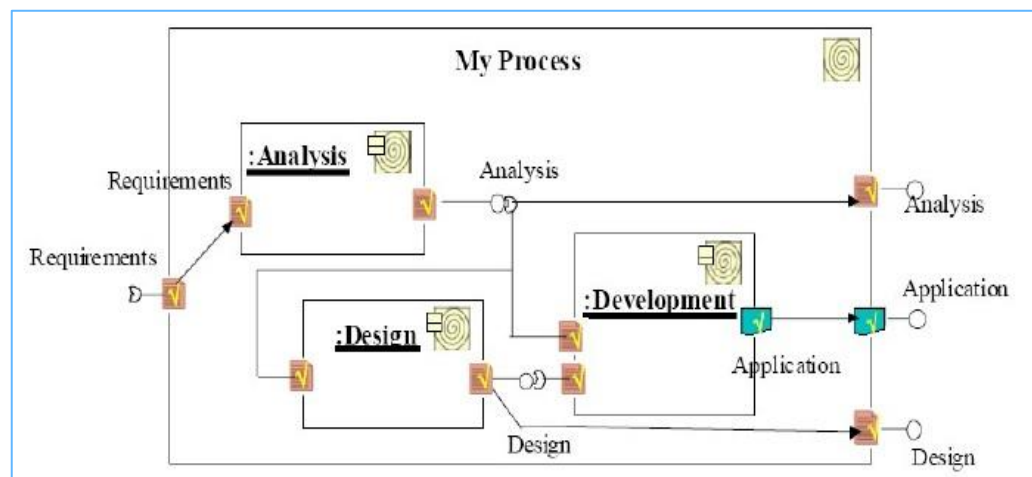 My Process
:Analysis
Analysis
Requirements
Analysis
Requirements
Application
:Development
:Design
Application
Design
Design